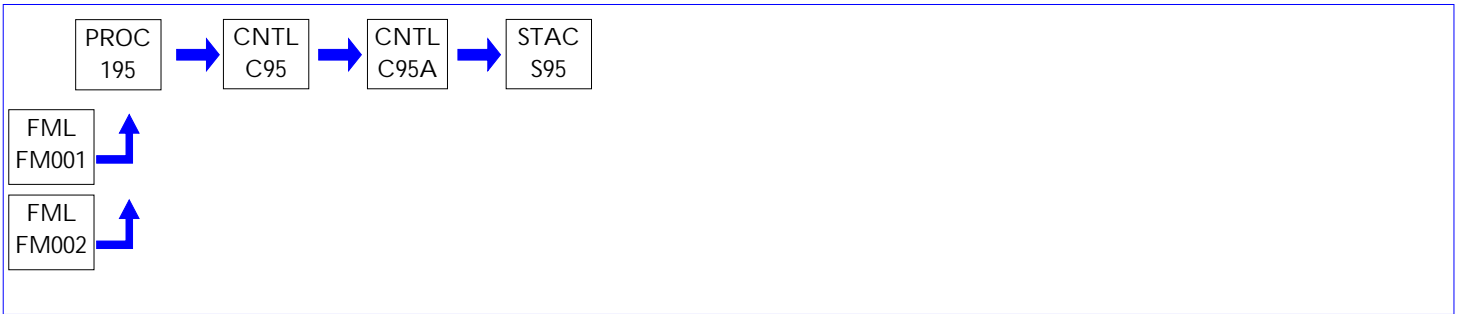 PROC
195
CNTL
C95
CNTL
C95A
STAC
S95
FML
FM001
FML
FM002